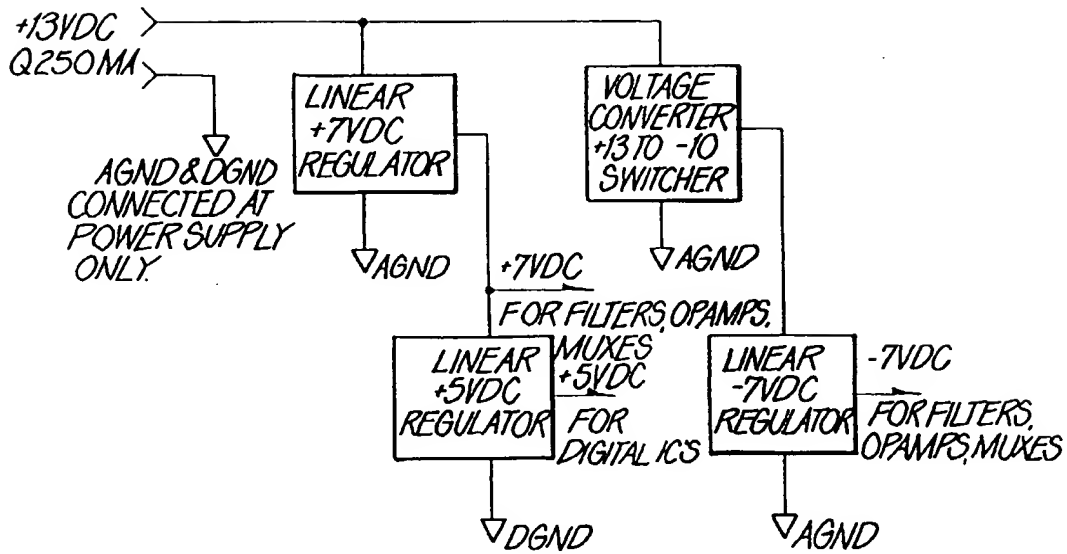 +13VDC
Q250MA
AGND & DGND
CONNECTED AT
POWER SUPPLY
ONLY.
LINEAR
+7VDC
REGULATOR
AGND
VOLTAGE
CONVERTER
+13 TO -10
SWITCHER
AGND
+7VDC
FOR FILTERS, OPAMPS,
MUXES
LINEAR
+5VDC
REGULATOR
+5VDC
FOR
DIGITAL IC'S
DGND
LINEAR
-7VDC
REGULATOR
-7VDC
FOR FILTERS,
OPAMPS, MUXES
AGND